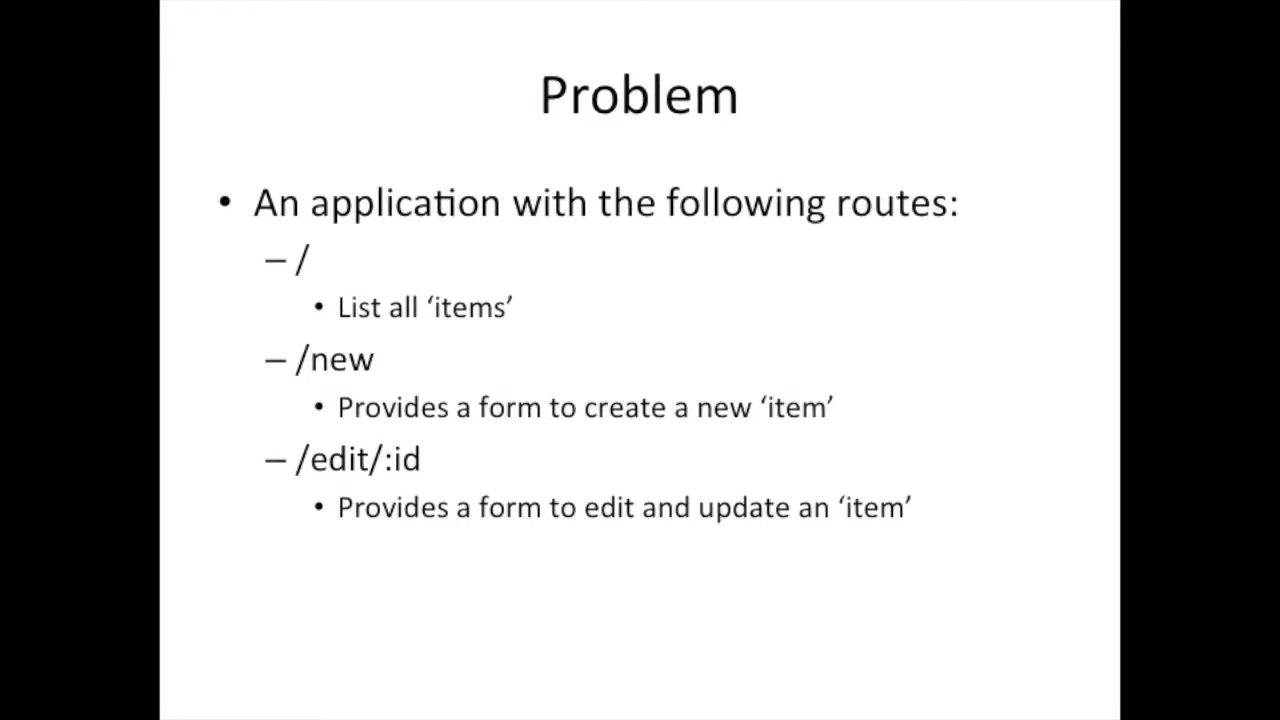 Problem
• An application with the following routes:
– /
• List all ‘items’
– /new
• Provides a form to create a new ‘item’
– /edit/:id
• Provides a form to edit and update an ‘item’